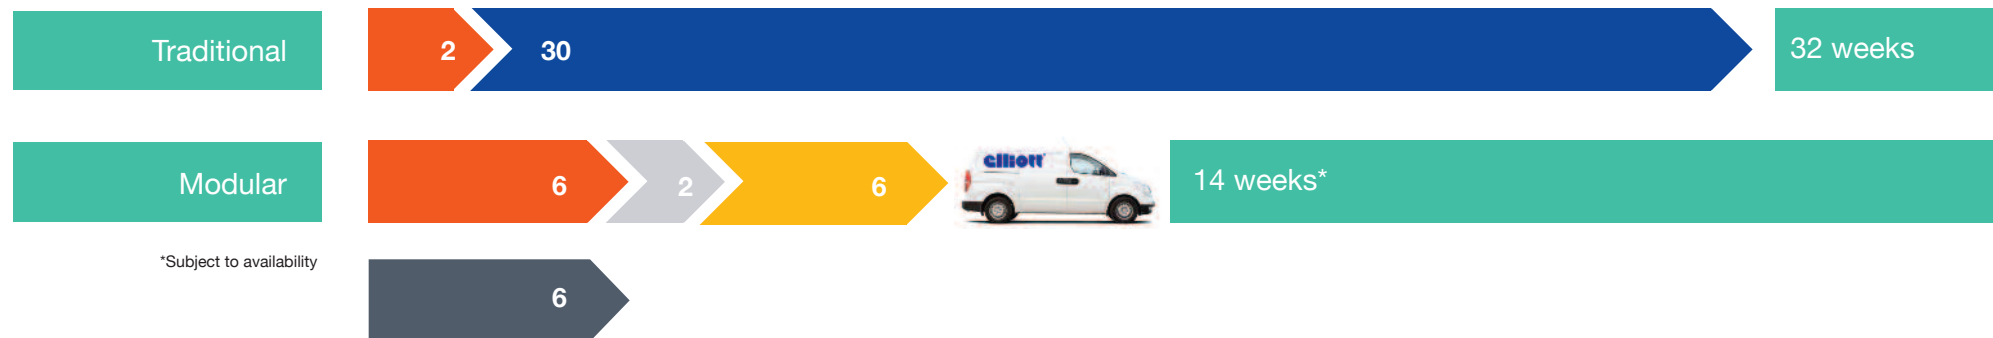 Traditional
2
30
32 weeks
Modular
6
2
6
elliott
14 weeks*
*Subject to availability
6